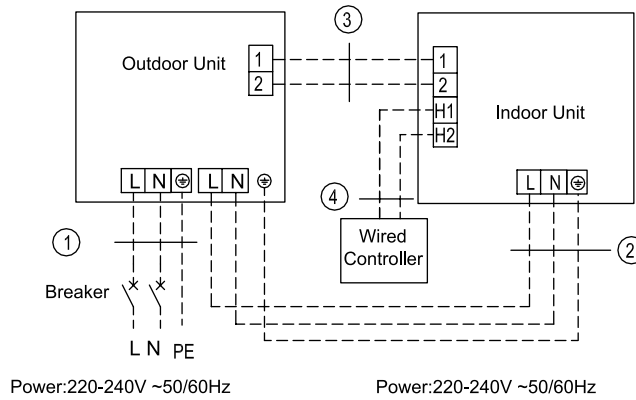 3
Outdoor Unit
1
2
1
2
H1
H2
Indoor Unit
L N L N
L N
4
1
Wired
Controller
2
Breaker
L N PE
Power:220-240V ~50/60Hz
Power:220-240V ~50/60Hz